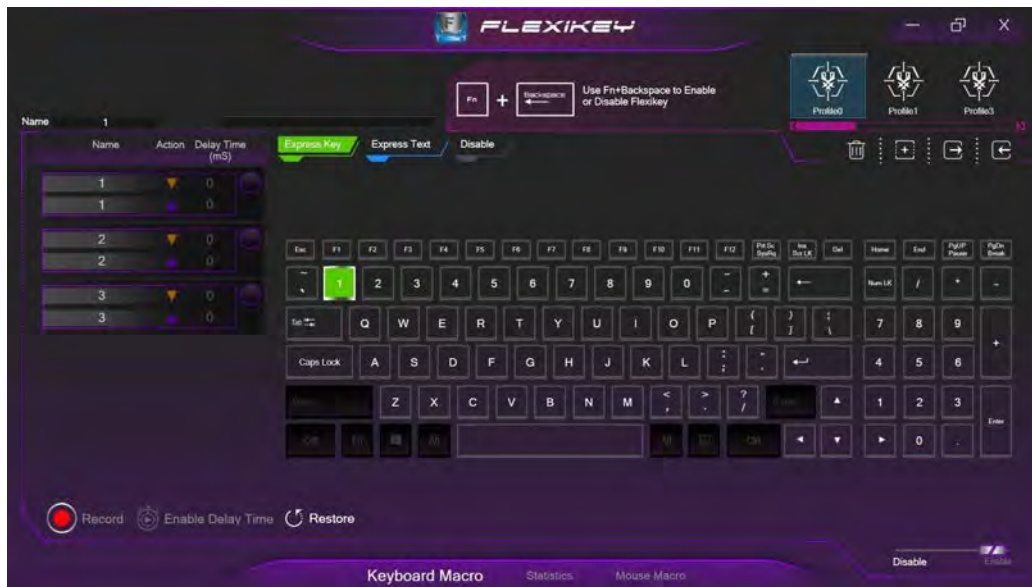 FLEXIKEY
Fn + Backspace Use Fn+Backspace to Enable
or Disable Flexikey
Profile0 Profile1 Profile3
Name 1
Name Action Delay Time
(mS)
Express Key Express Text Disable
1 0
1 0
2 0
2 0
3 0
3 0
Esc F1 F2 F3 F4 F5 F6 F7 F8 F9 F10 F11 F12 Prt Sc Ins Del Home End PgUP PgDn
SysRq Scr LK Pause Break
~ 1 2 3 4 5 6 7 8 9 0 - + Num LK / * -
` - =
Tab Q W E R T Y U I O P { } 7 8 9 +
[ ] \
Caps Lock A S D F G H J K L : " 4 5 6
; '
Z X C V B N M < > ? 1 2 3 Enter
, . /
Ctrl Fn Alt Ctrl 0 .
Record Enable Delay Time Restore
Disable Enable
Keyboard Macro Statistics Mouse Macro